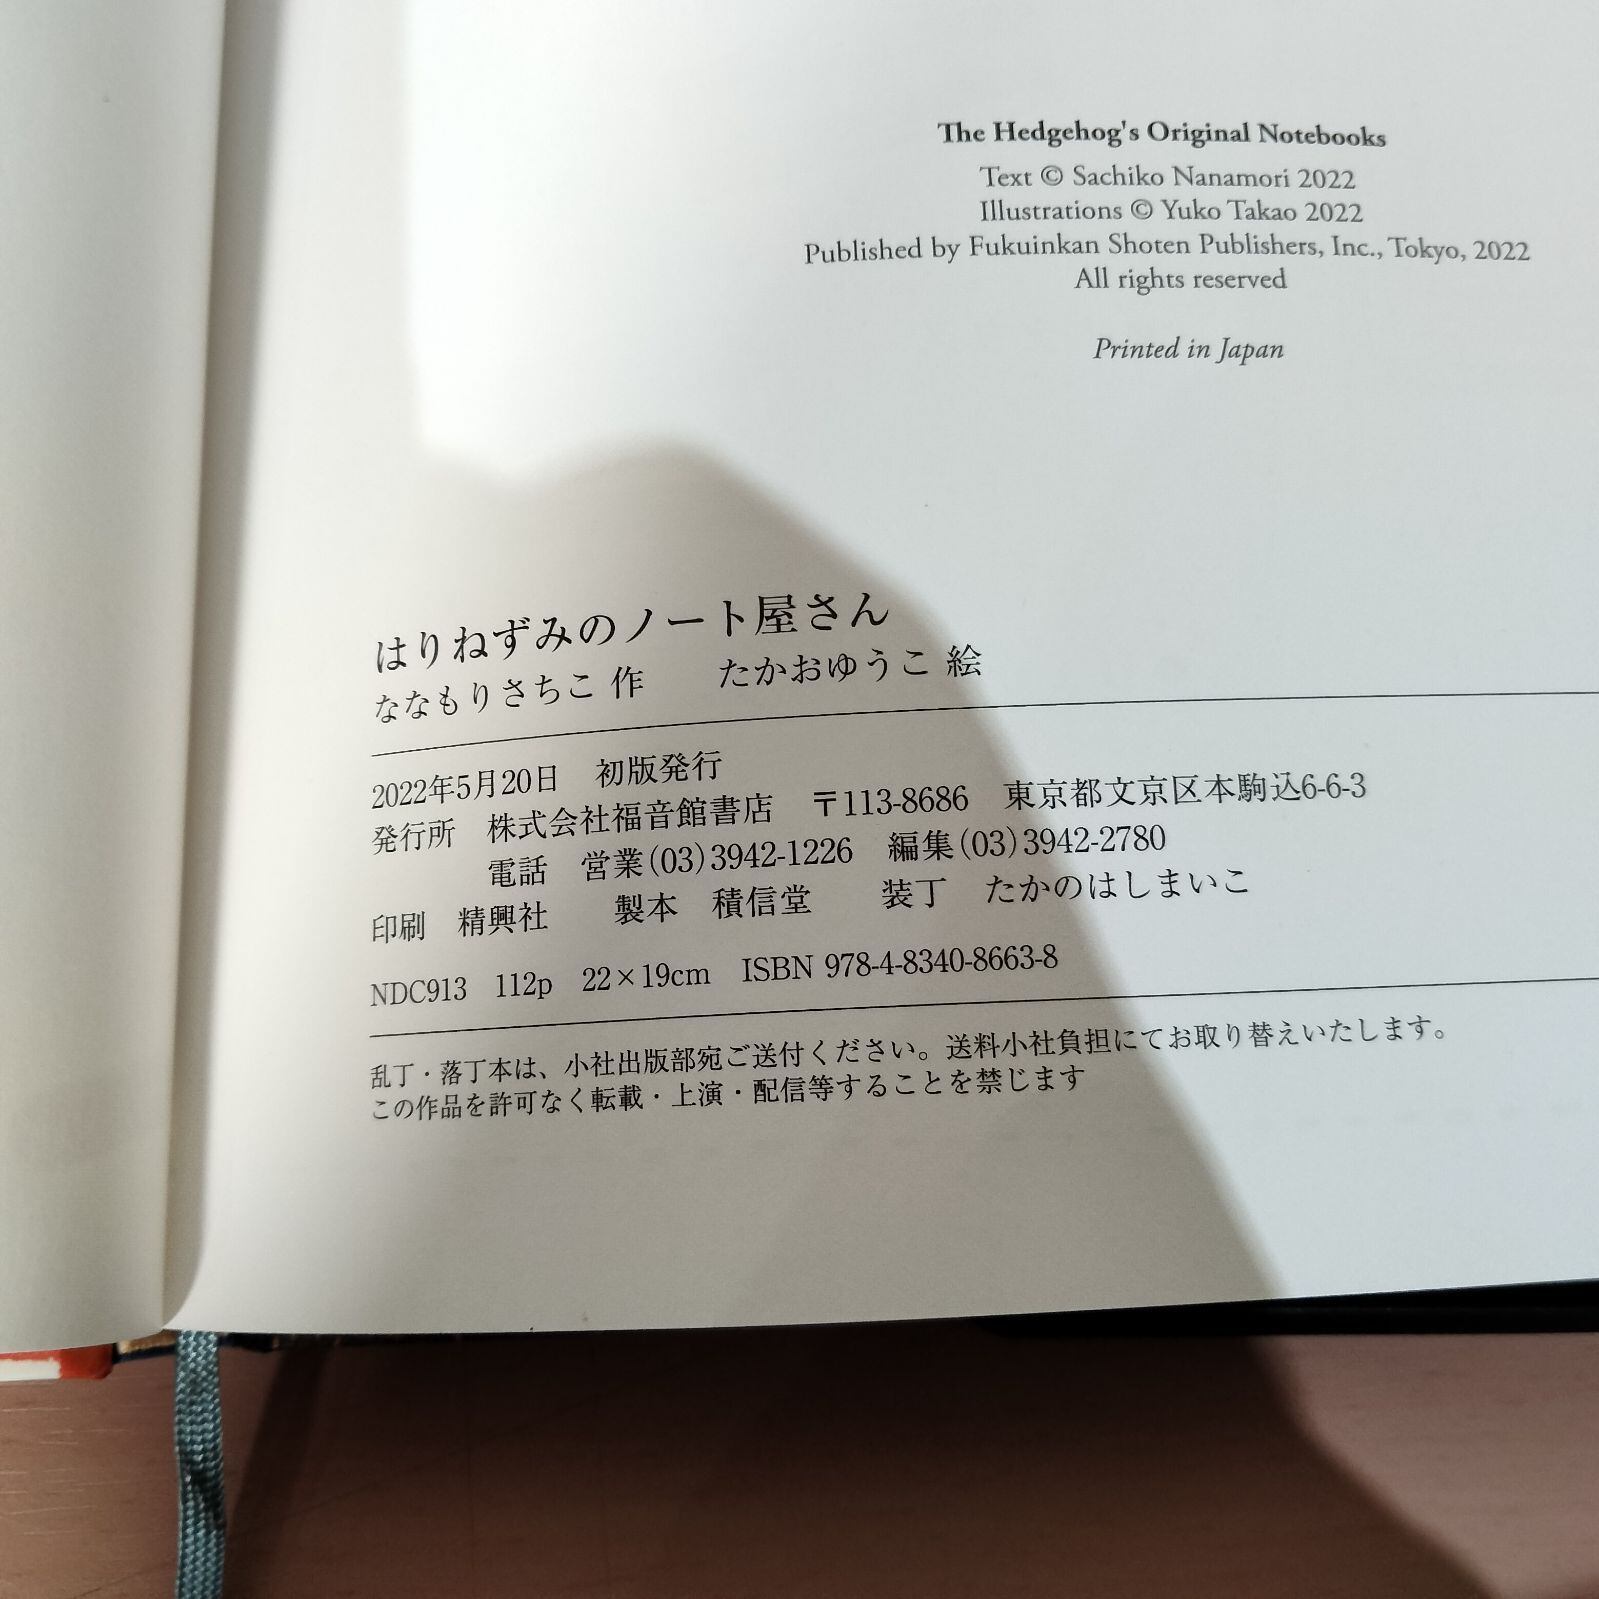 The Hedgehog's Original Notebooks
Text © Sachiko Nanamori 2022
Illustrations © Yuko Takao 2022
Published by Fukuinkan Shoten Publishers, Inc., Tokyo, 2022
All rights reserved
Printed in Japan
はりねずみのノート屋さん
ななもりさちこ 作　たかおゆうこ 絵
2022年5月20日　初版発行
発行所　株式会社福音館書店　〒113-8686　東京都文京区本駒込6-6-3
電話　営業(03)3942-1226　編集(03)3942-2780
印刷　精興社　製本　積信堂　装丁　たかのはしまいこ
NDC913　112p　22×19cm　ISBN 978-4-8340-8663-8
乱丁・落丁本は、小社出版部宛ご送付ください。送料小社負担にてお取り替えいたします。
この作品を許可なく転載・上演・配信等することを禁じます